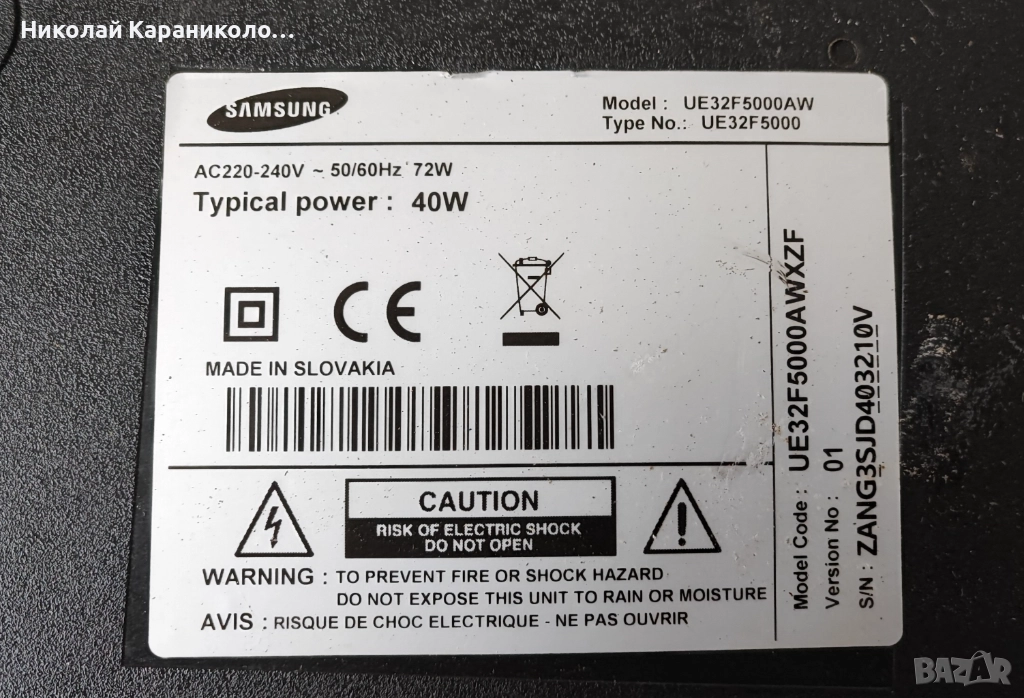 Николай Караниколо...
SAMSUNG
Model : UE32F5000AW
Type No.: UE32F5000
AC220-240V ~ 50/60Hz 72W
Typical power : 40W
CE
MADE IN SLOVAKIA
CAUTION
RISK OF ELECTRIC SHOCK
DO NOT OPEN
WARNING : TO PREVENT FIRE OR SHOCK HAZARD
DO NOT EXPOSE THIS UNIT TO RAIN OR MOISTURE
AVIS : RISQUE DE CHOC ELECTRIQUE - NE PAS OUVRIR
Model Code : UE32F5000AWXZF
Version No : 01
S/N : ZANG3SJD403210V
BAZAR